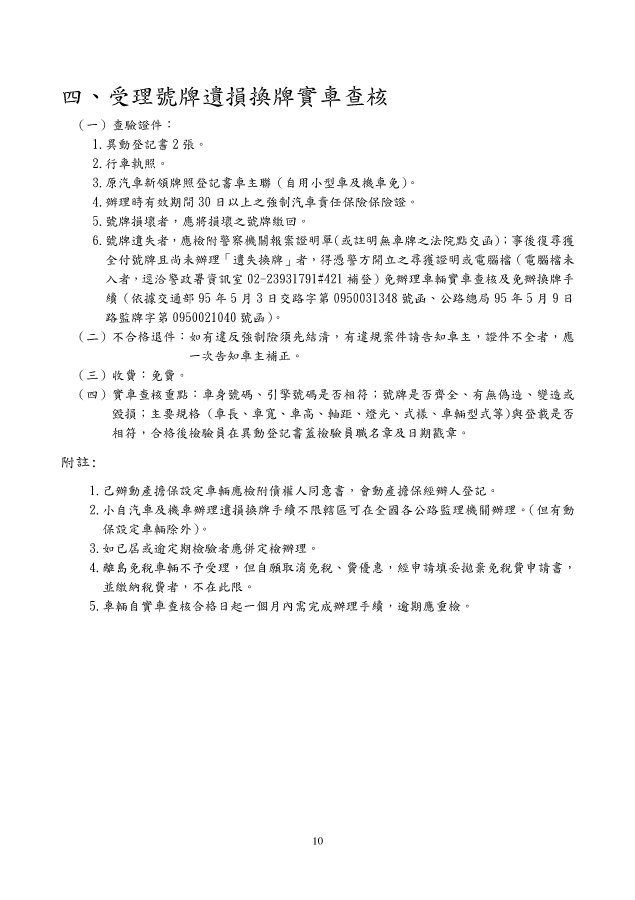 四、受理號牌遺損換牌實車查核
（一）查驗證件：
1.異動登記書 2 張。
2.行車執照。
3.原汽車新領牌照登記書車主聯（自用小型車及機車免）。
4.辦理時有效期間 30 日以上之強制汽車責任保險保險證。
5.號牌損壞者，應將損壞之號牌繳回。
6.號牌遺失者，應檢附警察機關報案證明單(或註明無車牌之法院點交函)；事後復尋獲
全付號牌且尚未辦理「遺失換牌」者，得憑警方開立之尋獲證明或電腦檔（電腦檔未
入者，逕洽警政署資訊室 02-23931791#421 補登）免辦理車輛實車查核及免辦換牌手
續（依據交通部 95 年 5 月 3 日交路字第 0950031348 號函、公路總局 95 年 5 月 9 日
路監牌字第 0950021040 號函）。
（二）不合格退件：如有違反強制險須先結清，有違規案件請告知車主，證件不全者，應
一次告知車主補正。
（三）收費：免費。
（四）實車查核重點：車身號碼、引擎號碼是否相符；號牌是否齊全、有無偽造、變造或
毀損；主要規格（車長、車寬、車高、軸距、燈光、式樣、車輛型式等)與登載是否
相符，合格後檢驗員在異動登記書蓋檢驗員職名章及日期戳章。
附註:
1.已辦動產擔保設定車輛應檢附債權人同意書，會動產擔保經辦人登記。
2.小自汽車及機車辦理遺損換牌手續不限轄區可在全國各公路監理機關辦理。(但有動
保設定車輛除外）。
3.如已屆或逾定期檢驗者應併定檢辦理。
4.離島免稅車輛不予受理，但自願取消免稅、費優惠，經申請填妥拋棄免稅費申請書，
並繳納稅費者，不在此限。
5.車輛自實車查核合格日起一個月內需完成辦理手續，逾期應重檢。
10